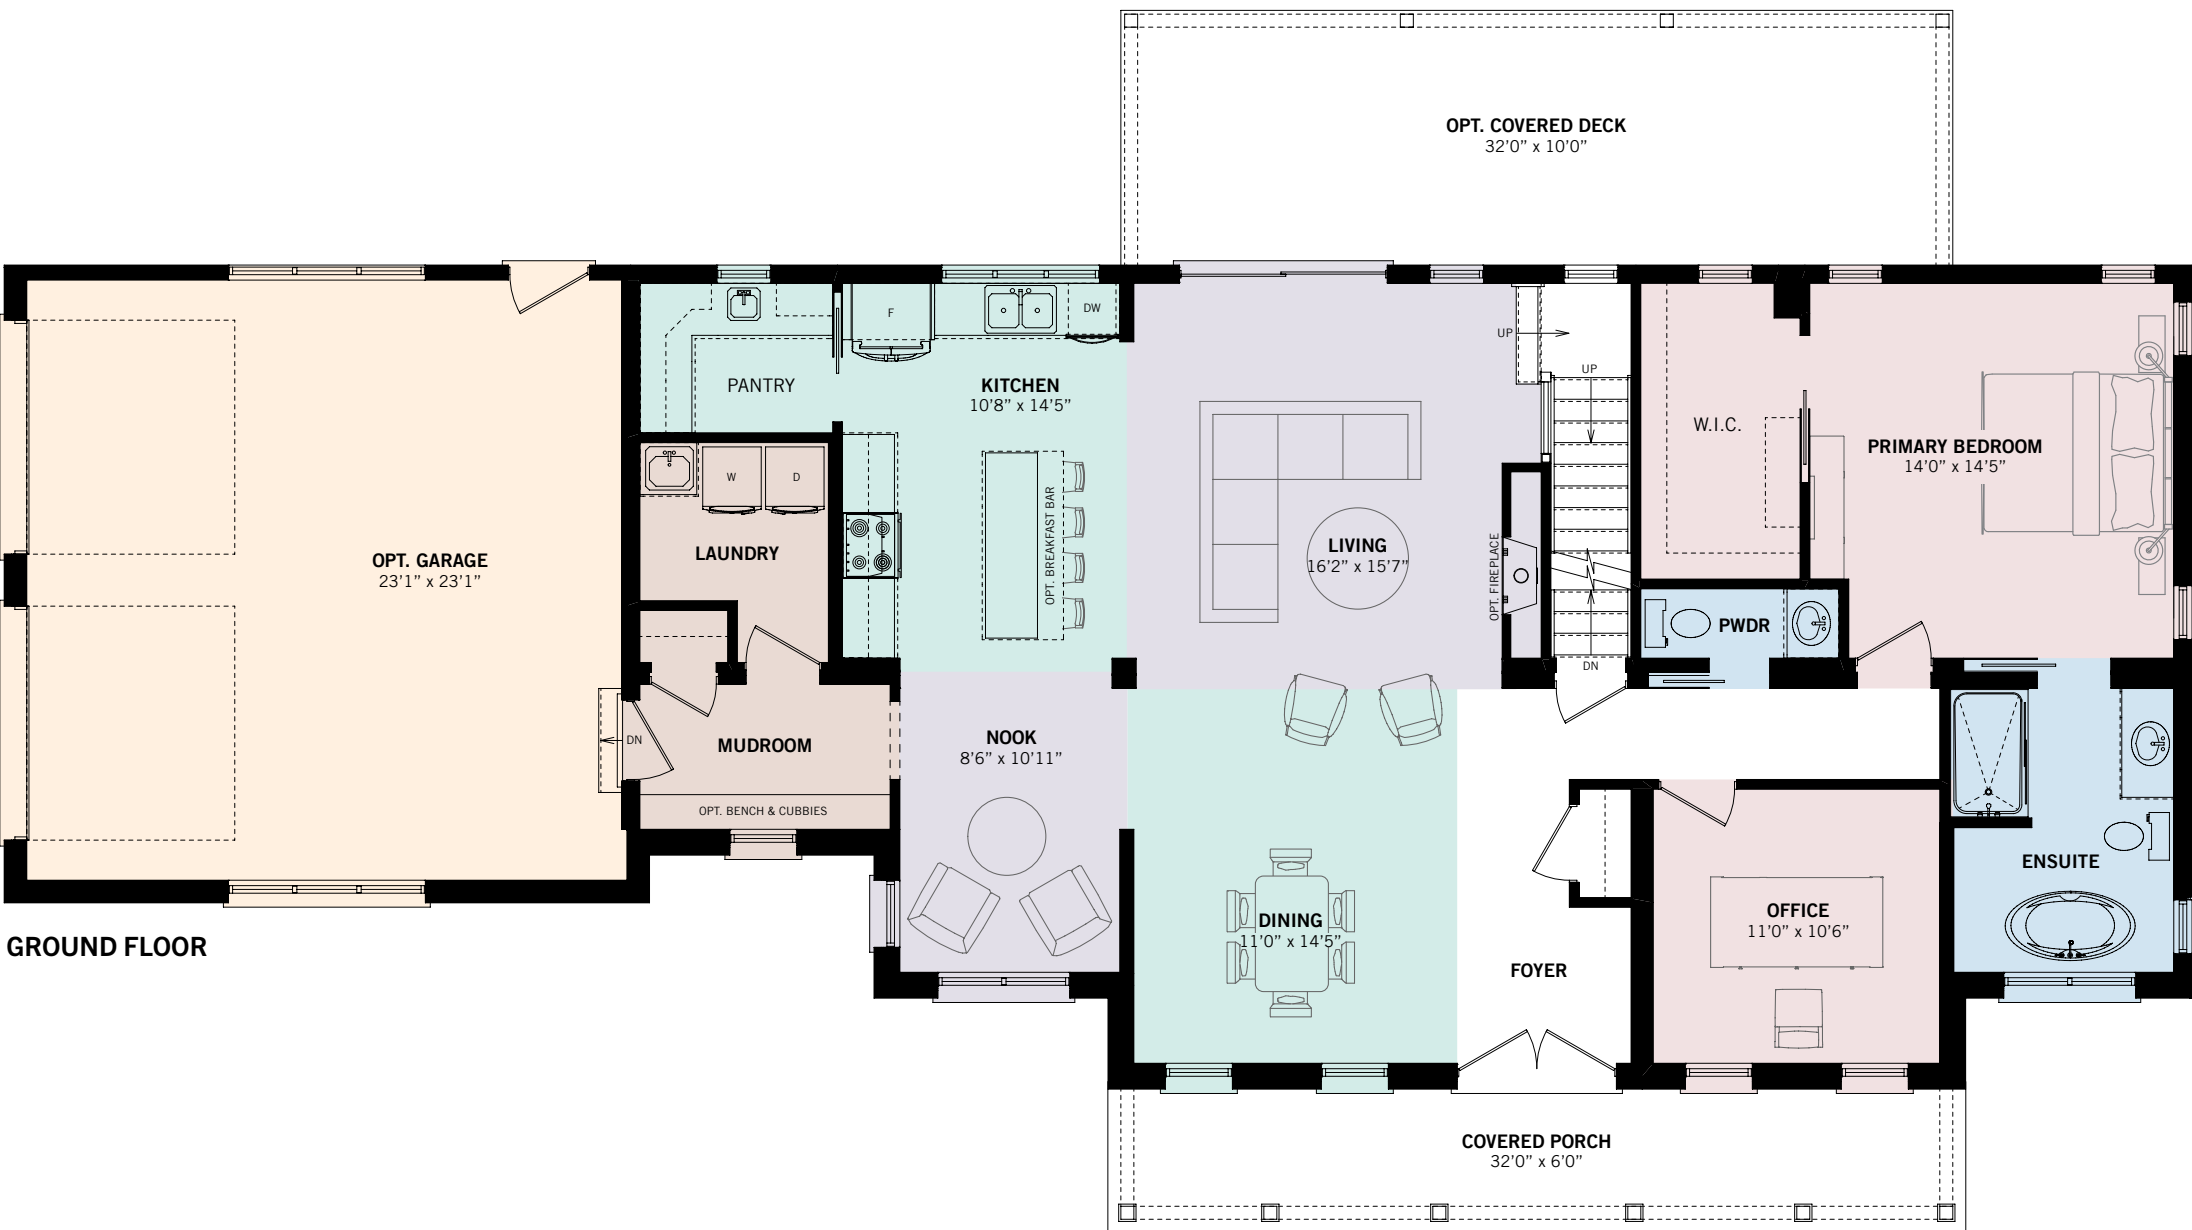 OPT. COVERED DECK
32'0" x 10'0"
F
DW
UP
UP
PANTRY
KITCHEN
10'8" x 14'5"
W.I.C.
PRIMARY BEDROOM
14'0" x 14'5"
W
D
OPT. BREAKFAST BAR
OPT. FIREPLACE
LAUNDRY
LIVING
16'2" x 15'7"
OPT. GARAGE
23'1" x 23'1"
PWDR
DN
DN
MUDROOM
NOOK
8'6" x 10'11"
OPT. BENCH & CUBBIES
ENSUITE
DINING
11'0" x 14'5"
OFFICE
11'0" x 10'6"
FOYER
GROUND FLOOR
COVERED PORCH
32'0" x 6'0"